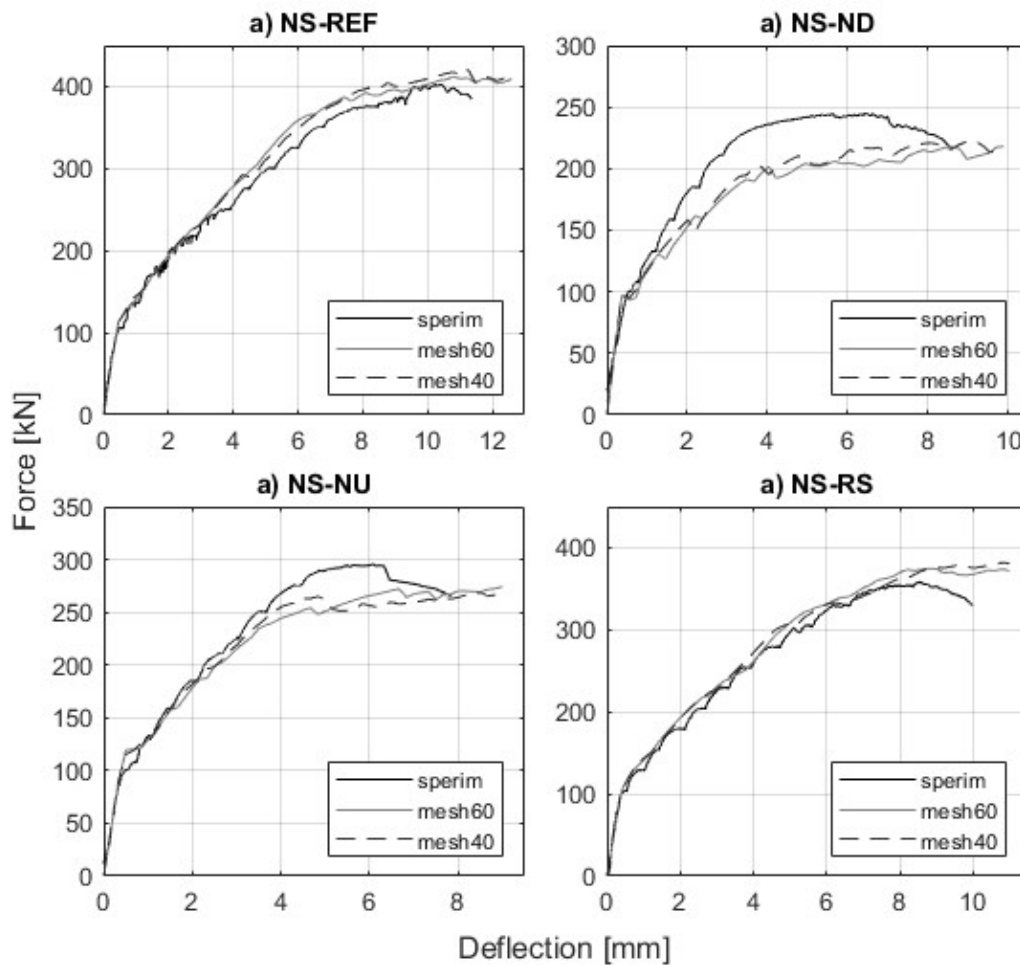 a) NS-REF
400
300
200
100
0
0 2 4 6 8 10 12
sperim
mesh60
mesh40
a) NS-ND
300
250
200
150
100
50
0
0 2 4 6 8 10
sperim
mesh60
mesh40
Force [kN]
a) NS-NU
350
300
250
200
150
100
50
0
0 2 4 6 8
sperim
mesh60
mesh40
a) NS-RS
400
300
200
100
0
0 2 4 6 8 10
sperim
mesh60
mesh40
Deflection [mm]